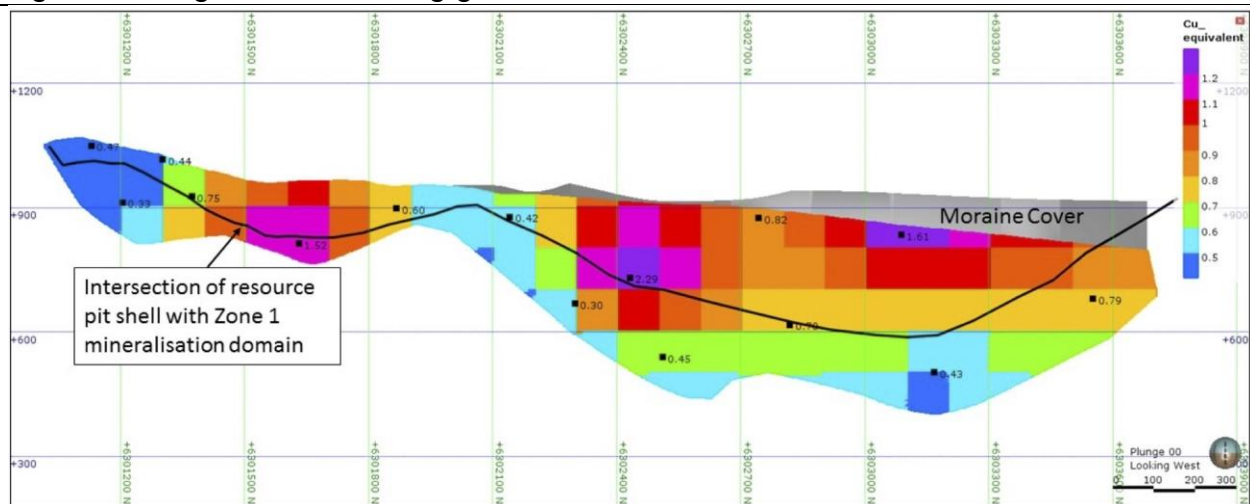 Cu_
equivalent
1.2
1.1
1
0.9
0.8
0.7
0.6
0.5
+6301200 N
+6301500 N
+6301800 N
+6302100 N
+6302400 N
+6302700 N
+6303000 N
+6303300 N
+6303600 N
+1200
+1200
+900
+900
+600
+600
+300
0.47
0.44
0.33
0.75
1.52
0.60
0.42
0.30
2.29
0.45
0.82
0.70
1.61
0.43
0.79
Moraine Cover
Intersection of resource
pit shell with Zone 1
mineralisation domain
Plunge 00
Looking West
0 100 200 300